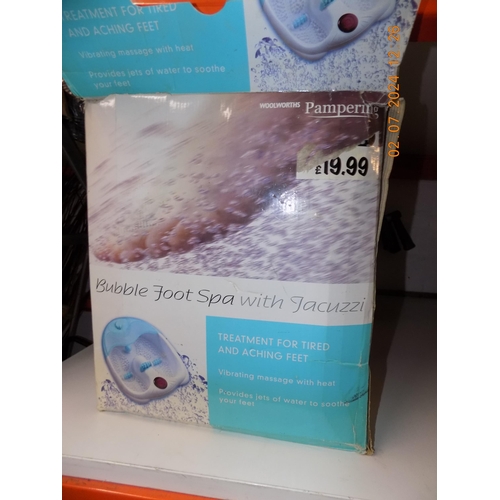 TREATMENT FOR TIRED
AND ACHING FEET
Vibrating massage with heat
Provides jets of water to soothe
your feet
WOOLWORTHS Pamperin
£19.99
02 07 2024
Bubble Foot Spa with Jacuzzi
TREATMENT FOR TIRED
AND ACHING FEET
Vibrating massage with heat
Provides jets of water to soothe
your feet